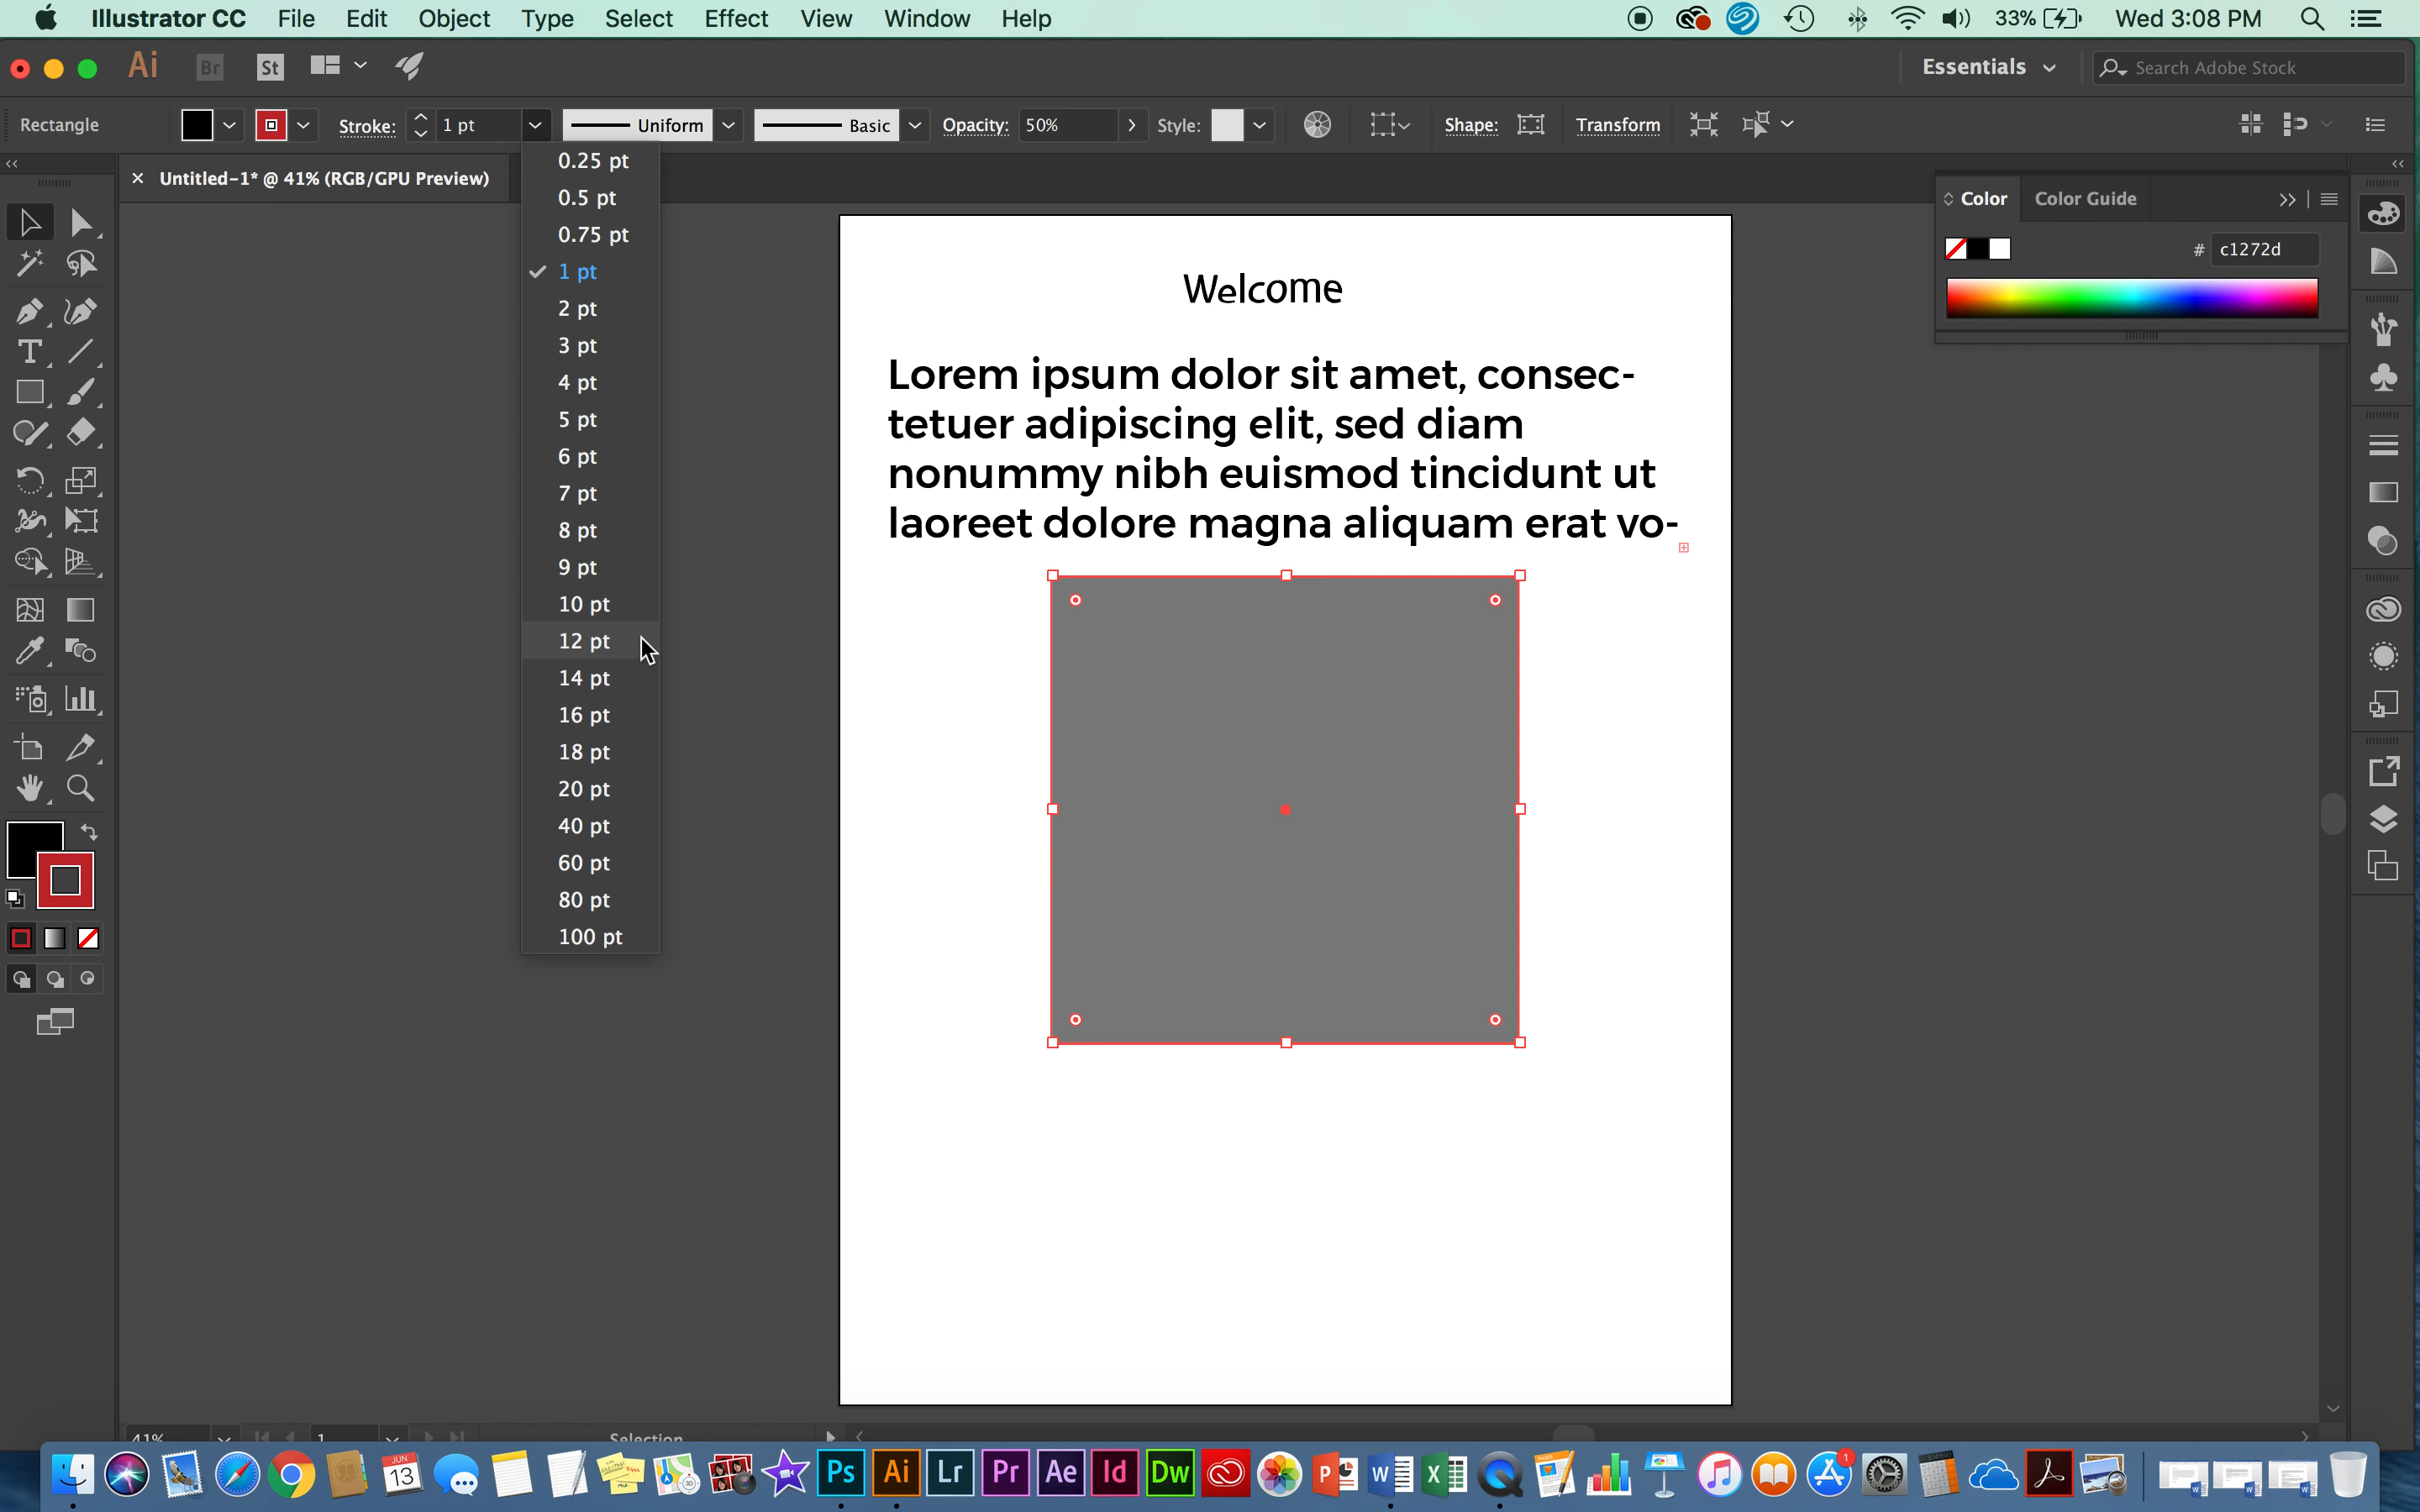 Illustrator CC File Edit Object Type Select Effect View Window Help 33% Wed 3:08 PM
Ai Br St Essentials Search Adobe Stock
Rectangle Stroke: 1 pt Uniform Basic Opacity: 50% Style: Shape: Transform
Untitled-1* @ 41% (RGB/GPU Preview)
0.25 pt
0.5 pt
0.75 pt
1 pt
2 pt
3 pt
4 pt
5 pt
6 pt
7 pt
8 pt
9 pt
10 pt
12 pt
14 pt
16 pt
18 pt
20 pt
40 pt
60 pt
80 pt
100 pt
Welcome
Lorem ipsum dolor sit amet, consec-
tetuer adipiscing elit, sed diam
nonummy nibh euismod tincidunt ut
laoreet dolore magna aliquam erat vo-
Color Color Guide
# c1272d
T
41% 1 Selection
JUN
13
Ps Ai Lr Pr Ae Id Dw
P W X
1
W W W